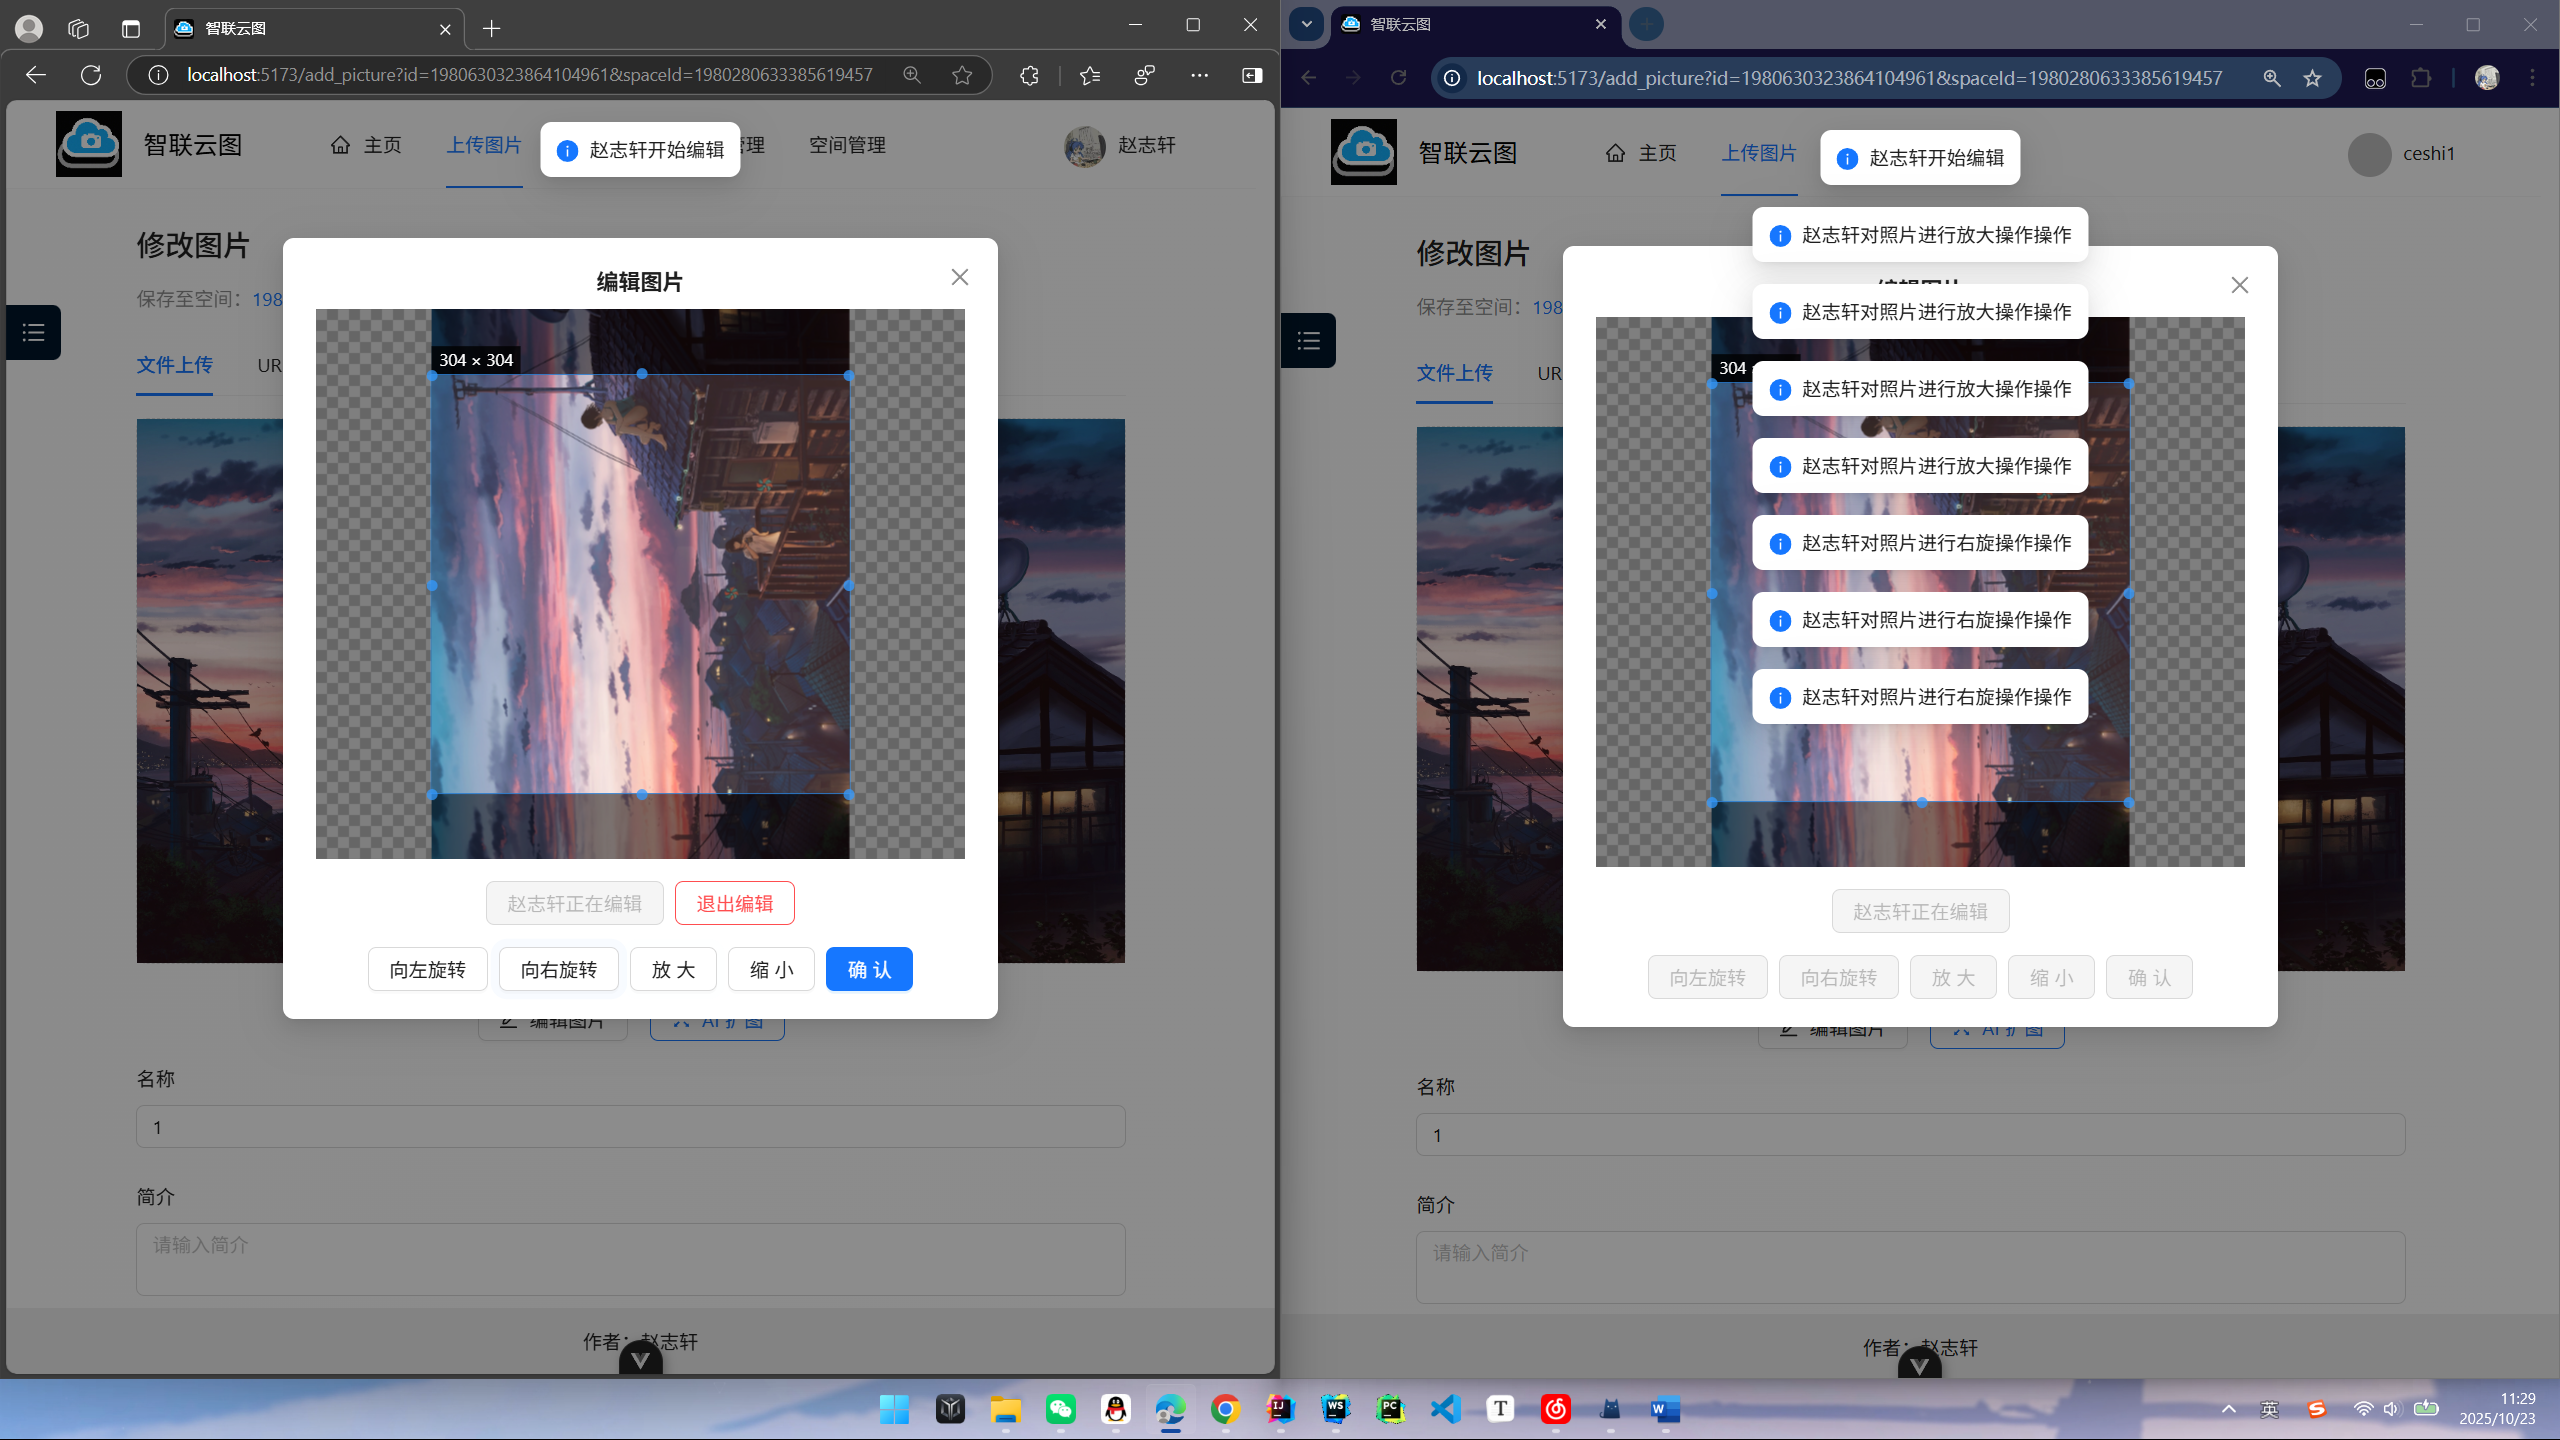 智联云图
localhost:5173/add_picture?id=1980630323864104961&spaceId=1980280633385619457
智联云图
主页
上传图片
赵志轩开始编辑
管理
空间管理
赵志轩
修改图片
保存至空间：198
文件上传
UR
编辑图片
304 × 304
赵志轩正在编辑
退出编辑
向左旋转
向右旋转
放 大
缩 小
确 认
编辑图片
AI 扩图
名称
1
简介
请输入简介
作者：赵志轩
智联云图
localhost:5173/add_picture?id=1980630323864104961&spaceId=1980280633385619457
智联云图
主页
上传图片
赵志轩开始编辑
ceshi1
赵志轩对照片进行放大操作操作
赵志轩对照片进行放大操作操作
赵志轩对照片进行放大操作操作
赵志轩对照片进行放大操作操作
赵志轩对照片进行右旋操作操作
赵志轩对照片进行右旋操作操作
赵志轩对照片进行右旋操作操作
修改图片
保存至空间：198
文件上传
UR
编辑图片
304
赵志轩正在编辑
向左旋转
向右旋转
放 大
缩 小
确 认
编辑图片
AI 扩图
名称
1
简介
请输入简介
作者：赵志轩
IJ
WS
PC
T
W
英
11:29
2025/10/23